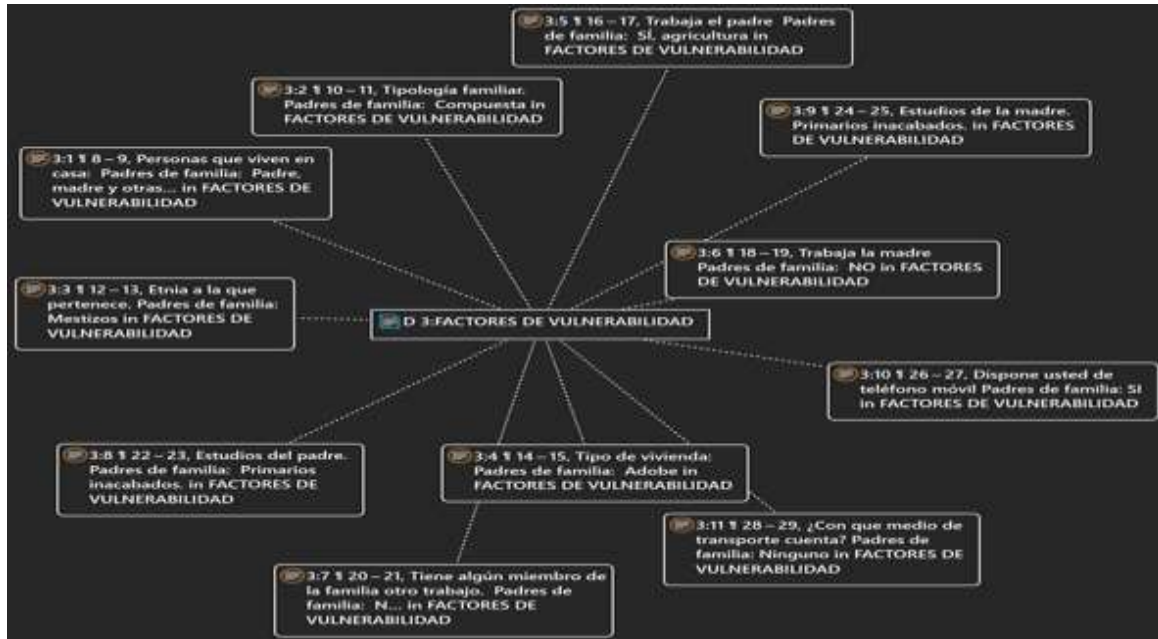 3:5 ¶ 16 – 17, Trabaja el padre Padres
de familia: SÍ, agricultura in
FACTORES DE VULNERABILIDAD
3:2 ¶ 10 – 11, Tipología familiar.
Padres de familia: Compuesta in
FACTORES DE VULNERABILIDAD
3:9 ¶ 24 – 25, Estudios de la madre.
Primarios inacabados. in FACTORES
DE VULNERABILIDAD
3:1 ¶ 8 – 9, Personas que viven en
casa: Padres de familia: Padre,
madre y otras... in FACTORES DE
VULNERABILIDAD
3:6 ¶ 18 – 19, Trabaja la madre
Padres de familia: NO in FACTORES
DE VULNERABILIDAD
3:3 ¶ 12 – 13, Etnia a la que
pertenece. Padres de familia:
Mestizos in FACTORES DE
VULNERABILIDAD
D 3:FACTORES DE VULNERABILIDAD
3:10 ¶ 26 – 27, Dispone usted de
teléfono móvil Padres de familia: SI
in FACTORES DE VULNERABILIDAD
3:8 ¶ 22 – 23, Estudios del padre.
Padres de familia: Primarios
inacabados. in FACTORES DE
VULNERABILIDAD
3:4 ¶ 14 – 15, Tipo de vivienda:
Padres de familia: Adobe in
FACTORES DE VULNERABILIDAD
3:11 ¶ 28 – 29, ¿Con que medio de
transporte cuenta? Padres de
familia: Ninguno in FACTORES DE
VULNERABILIDAD
3:7 ¶ 20 – 21, Tiene algún miembro de
la familia otro trabajo. Padres de
familia: N... in FACTORES DE
VULNERABILIDAD